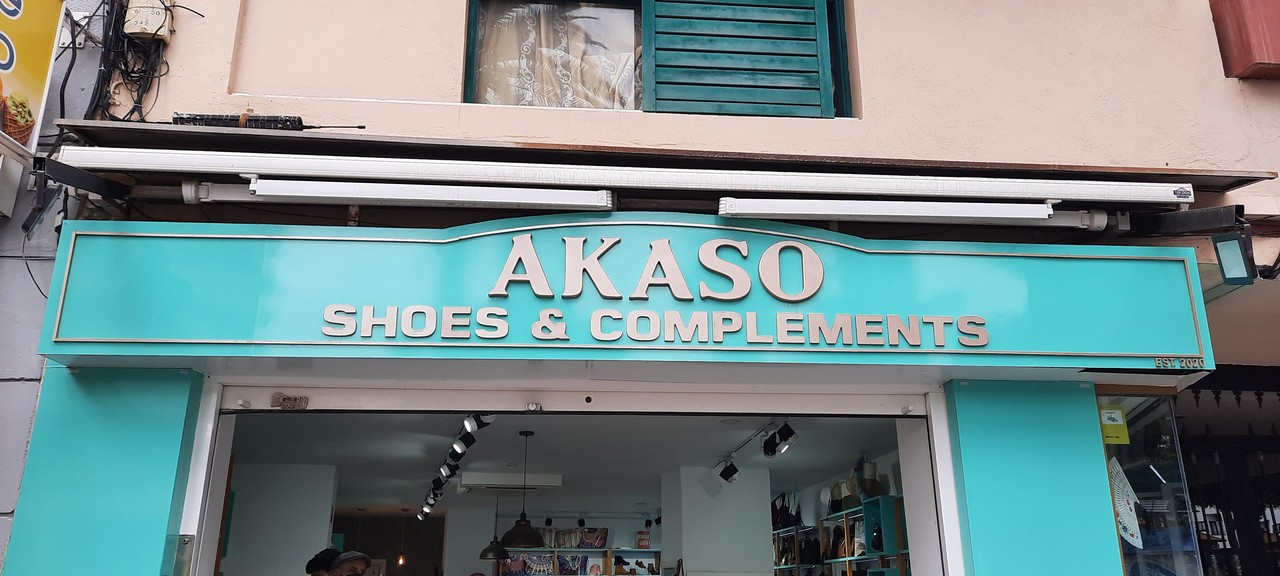 AKASO
SHOES & COMPLEMENTS
EST 2020